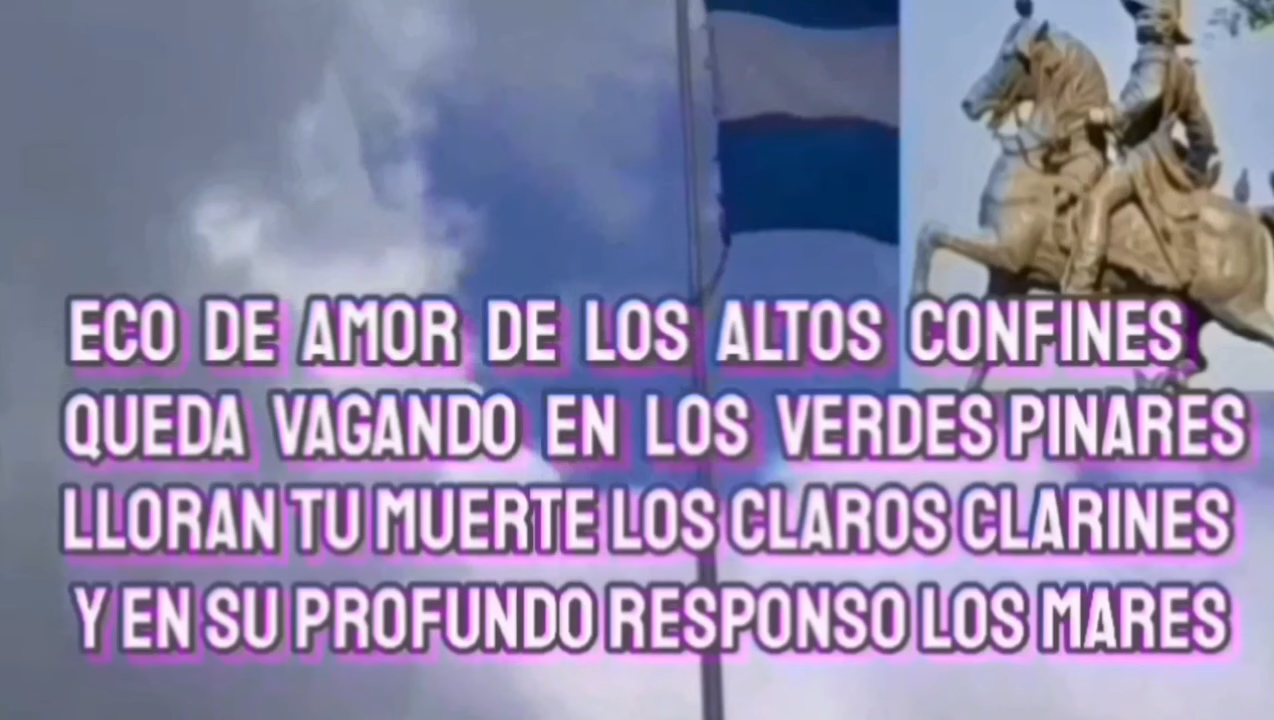 ECO DE AMOR DE LOS ALTOS CONFINES
QUEDA VAGANDO EN LOS VERDES PINARES
LLORAN TU MUERTE LOS CLAROS CLARINES
Y EN SU PROFUNDO RESPONSO LOS MARES